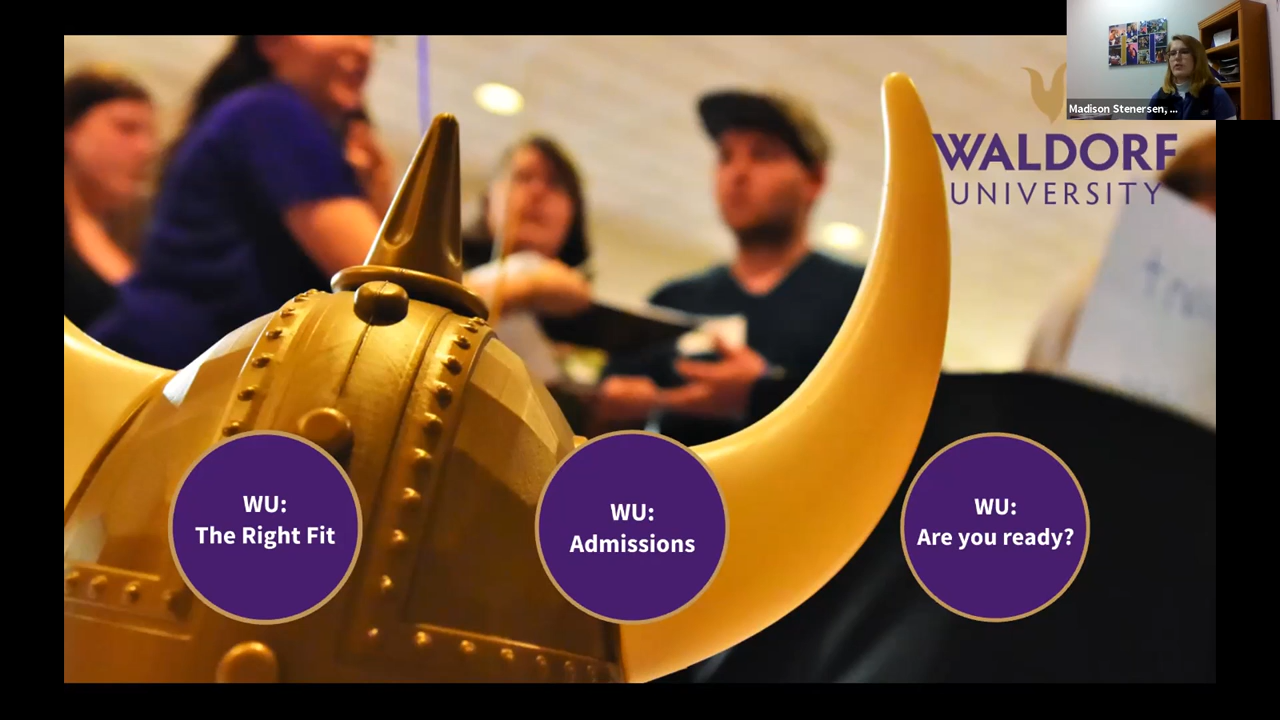 Madison Stenersen, ...
WALDORF
UNIVERSITY
WU:
The Right Fit
WU:
Admissions
WU:
Are you ready?